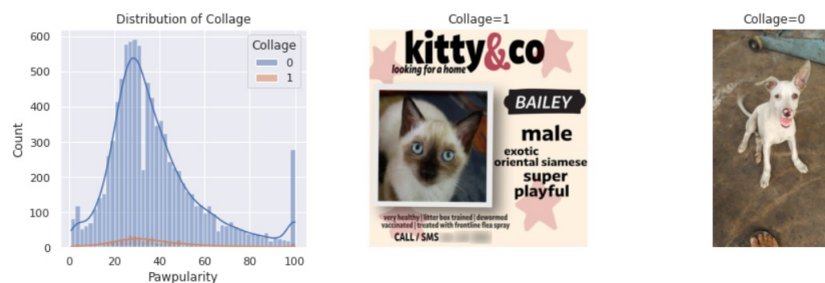 Distribution of Collage
Collage
0
1
Count
600
500
400
300
200
100
0
0 20 40 60 80 100
Pawpularity
Collage=1
kitty&co
looking for a home
BAILEY
male
exotic
oriental siamese
super
playful
very healthy | litter box trained | dewormed
vaccinated | treated with frontline flea spray
CALL / SMS
Collage=0